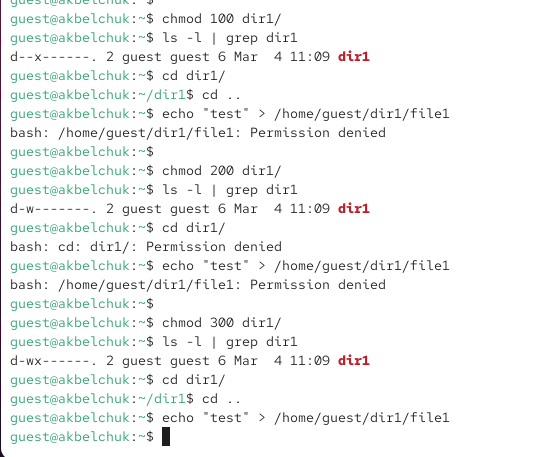 guest@akbelchuk:~$
guest@akbelchuk:~$ chmod 100 dir1/
guest@akbelchuk:~$ ls -l | grep dir1
d--x------. 2 guest guest 6 Mar  4 11:09 dir1
guest@akbelchuk:~$ cd dir1/
guest@akbelchuk:~/dir1$ cd ..
guest@akbelchuk:~$ echo "test" > /home/guest/dir1/file1
bash: /home/guest/dir1/file1: Permission denied
guest@akbelchuk:~$
guest@akbelchuk:~$ chmod 200 dir1/
guest@akbelchuk:~$ ls -l | grep dir1
d-w-------. 2 guest guest 6 Mar  4 11:09 dir1
guest@akbelchuk:~$ cd dir1/
bash: cd: dir1/: Permission denied
guest@akbelchuk:~$ echo "test" > /home/guest/dir1/file1
bash: /home/guest/dir1/file1: Permission denied
guest@akbelchuk:~$
guest@akbelchuk:~$ chmod 300 dir1/
guest@akbelchuk:~$ ls -l | grep dir1
d-wx------. 2 guest guest 6 Mar  4 11:09 dir1
guest@akbelchuk:~$ cd dir1/
guest@akbelchuk:~/dir1$ cd ..
guest@akbelchuk:~$ echo "test" > /home/guest/dir1/file1
guest@akbelchuk:~$